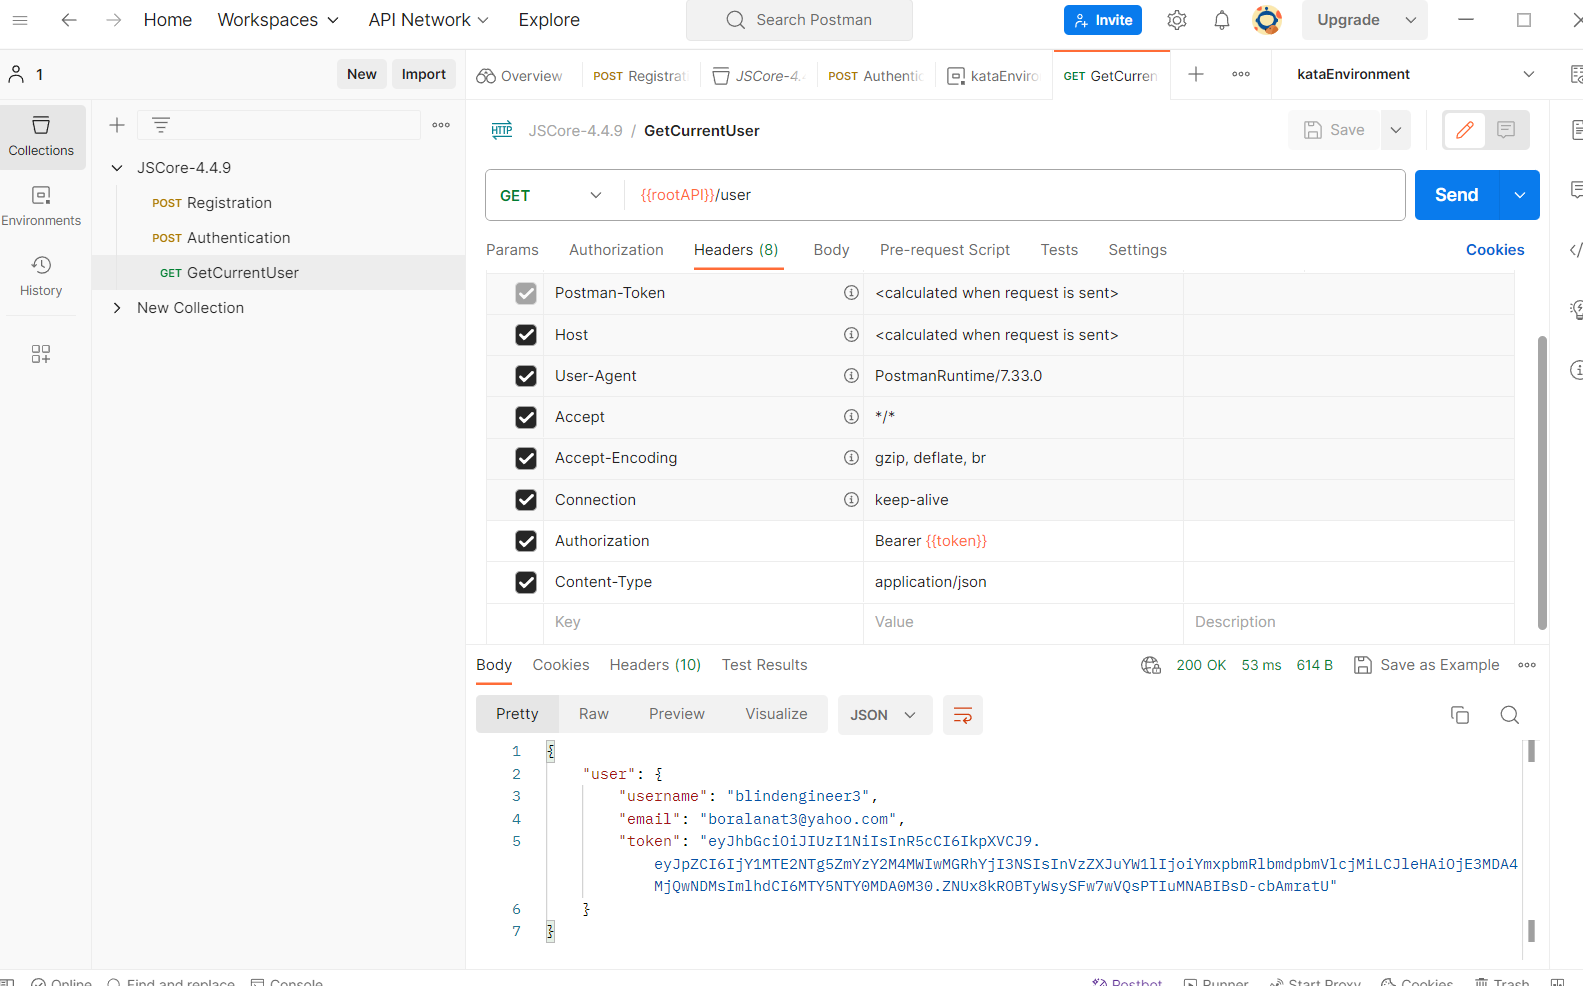 Home Workspaces API Network Explore Search Postman Invite Upgrade
1 New Import Overview POST Registrat JSCore-4. POST Authentic kataEnviro GET GetCurren kataEnvironment
Collections
Environments
History
JSCore-4.4.9
POST Registration
POST Authentication
GET GetCurrentUser
New Collection
HTTP JSCore-4.4.9 / GetCurrentUser Save
GET {{rootAPI}}/user Send
Params Authorization Headers (8) Body Pre-request Script Tests Settings Cookies
Postman-Token <calculated when request is sent>
Host <calculated when request is sent>
User-Agent PostmanRuntime/7.33.0
Accept */*
Accept-Encoding gzip, deflate, br
Connection keep-alive
Authorization Bearer {{token}}
Content-Type application/json
Key Value Description
Body Cookies Headers (10) Test Results 200 OK 53 ms 614 B Save as Example
Pretty Raw Preview Visualize JSON
1 {
2 "user": {
3 "username": "blindengineer3",
4 "email": "boralanat3@yahoo.com",
5 "token": "eyJhbGciOiJIUzI1NiIsInR5cCI6IkpXVCJ9.
eyJpZCI6IjY1MTE2NTg5ZmYzY2M4MWIwMGRhYjI3NSIsInVzZXJuYW1lIjoiYmxpbmRlbmdpbmVlcjMiLCJleHAiOjE3MDA4
MjQwNDMsImlhdCI6MTY5NTY0MDA0M30.ZNUx8kROBTyWsySFw7wVQsPTIuMNABIBsD-cbAmratU"
6 }
7 }
Online Find and replace Console Postbot Runner Start Proxy Cookies Trash